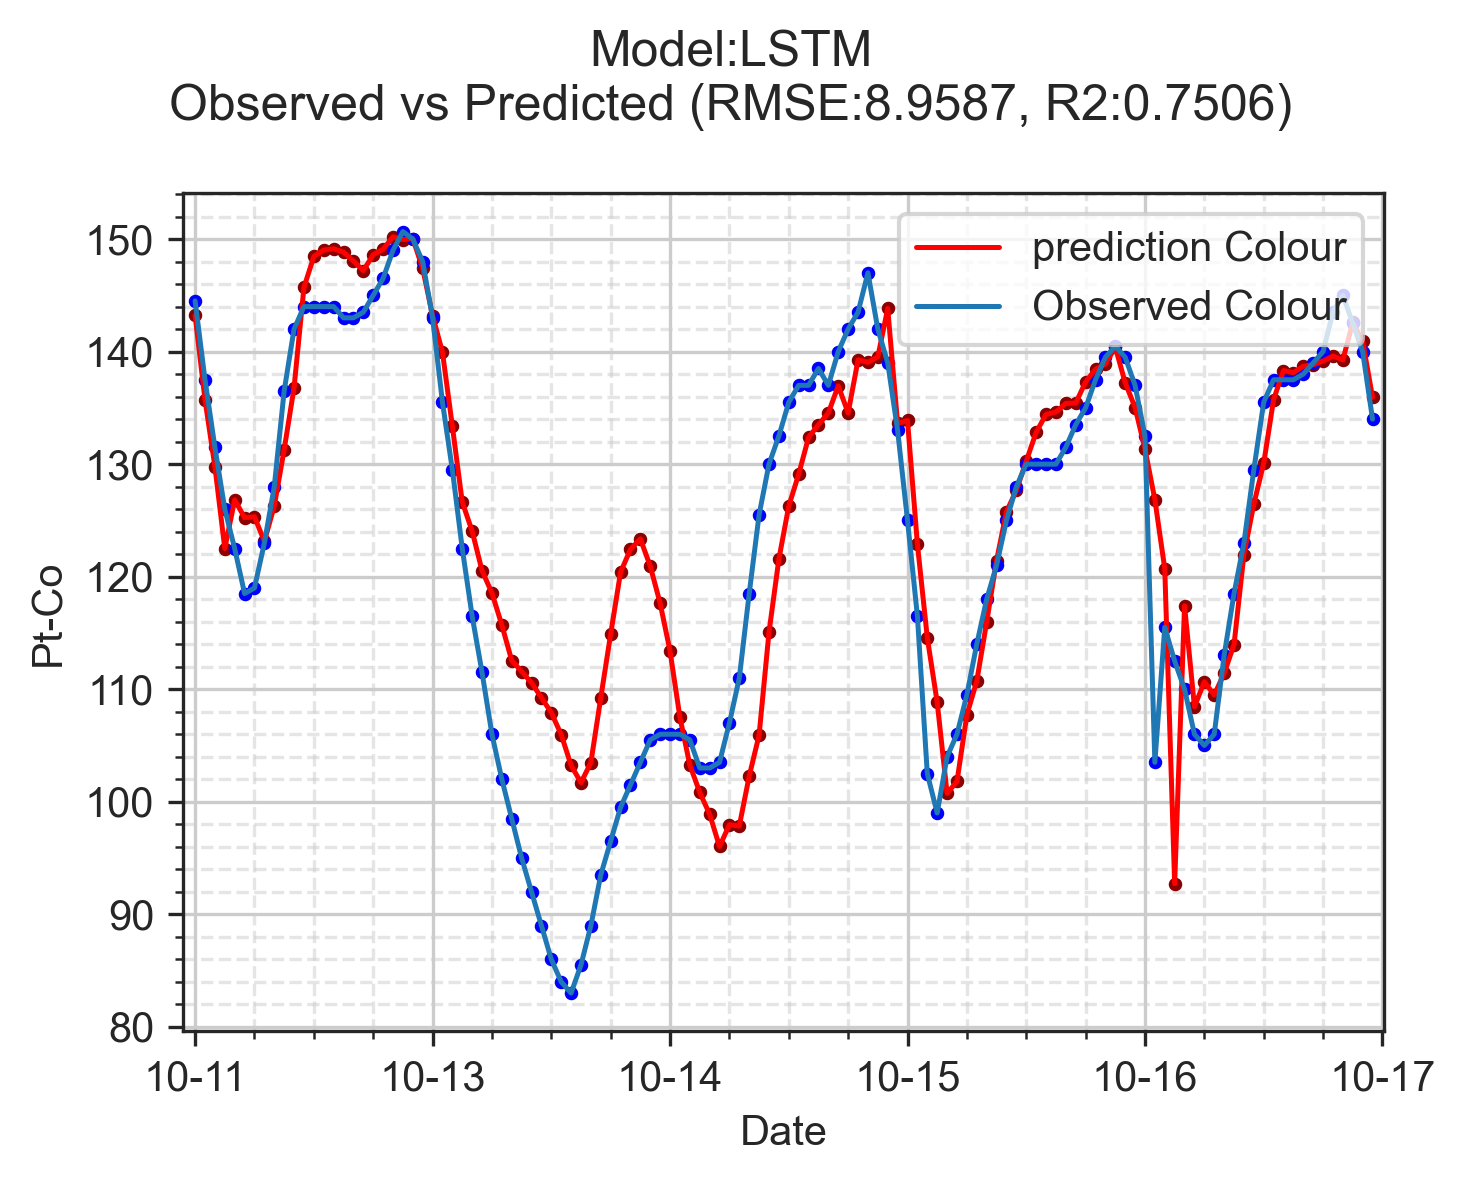 Model:LSTM
Observed vs Predicted (RMSE:8.9587, R2:0.7506)
prediction Colour
Observed Colour
150
140
130
120
110
100
90
80
Pt-Co
10-11 10-13 10-14 10-15 10-16 10-17
Date